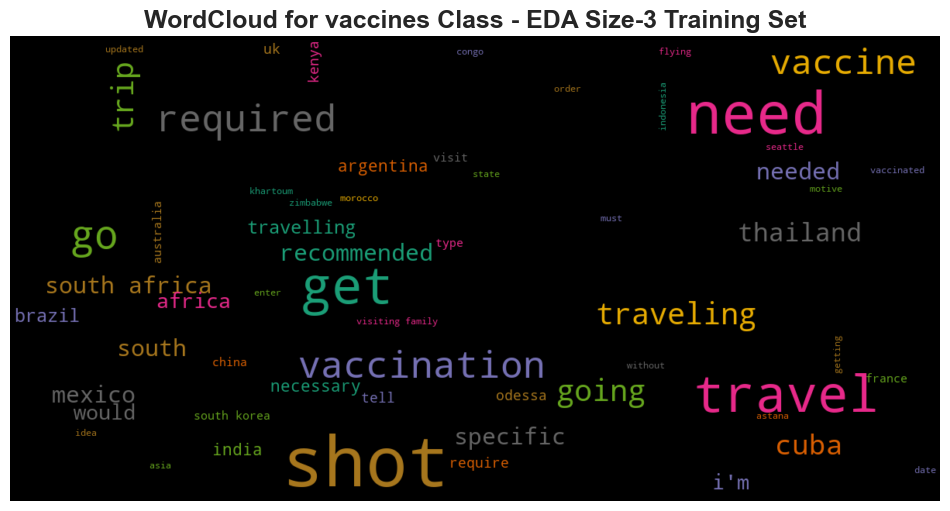 WordCloud for vaccines Class - EDA Size-3 Training Set
updated
uk
kenya
congo
flying
vaccine
trip
order
indonesia
need
required
seattle
argentina
visit
state
needed
vaccinated
khartoum
zimbabwe
morocco
motive
go
australia
travelling
type
must
thailand
recommended
south africa
africa
enter
get
brazil
visiting family
traveling
south
china
vaccination
without
getting
mexico
would
necessary
tell
odessa
going
travel
france
south korea
astana
idea
india
shot
specific
cuba
asia
require
i'm
date